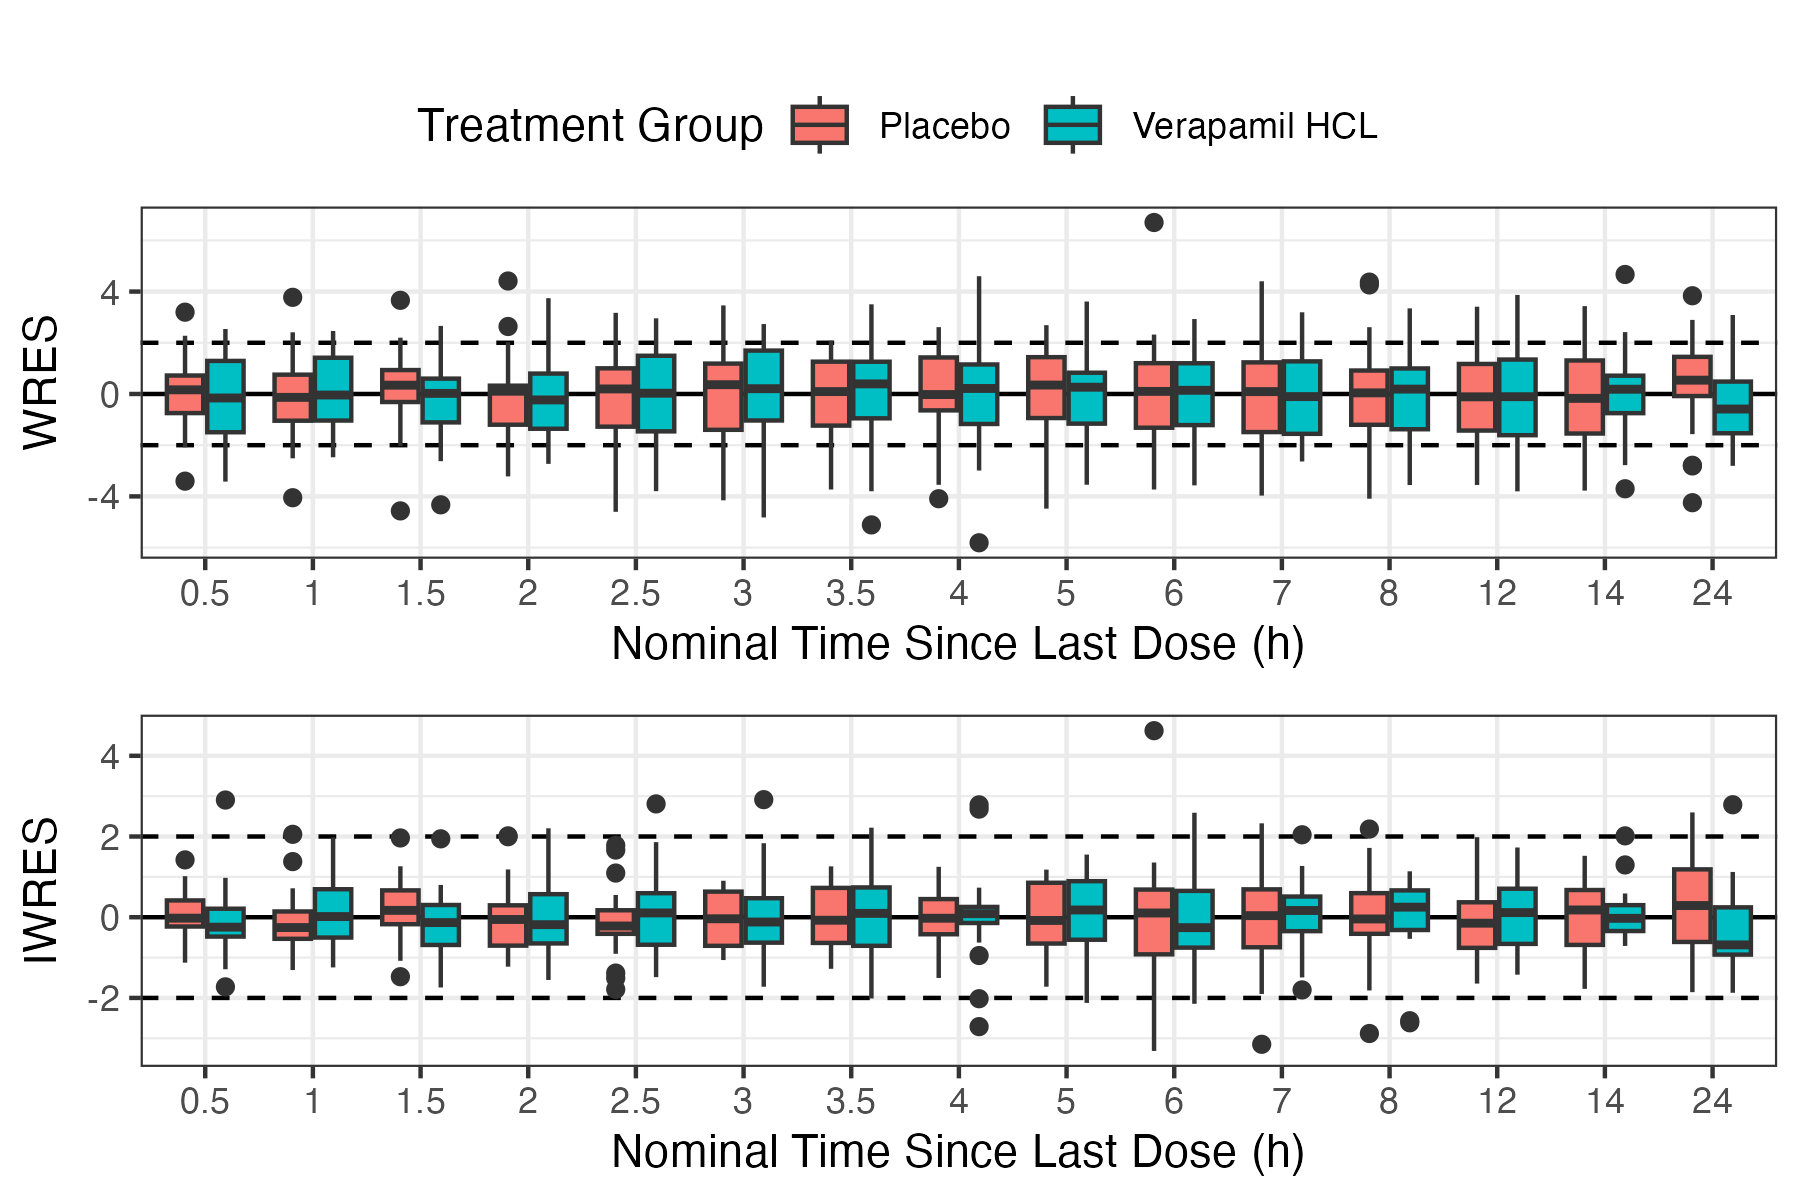 Treatment Group Placebo Verapamil HCL
WRES
4
0
-4
0.5 1 1.5 2 2.5 3 3.5 4 5 6 7 8 12 14 24
Nominal Time Since Last Dose (h)
IWRES
4
2
0
-2
0.5 1 1.5 2 2.5 3 3.5 4 5 6 7 8 12 14 24
Nominal Time Since Last Dose (h)